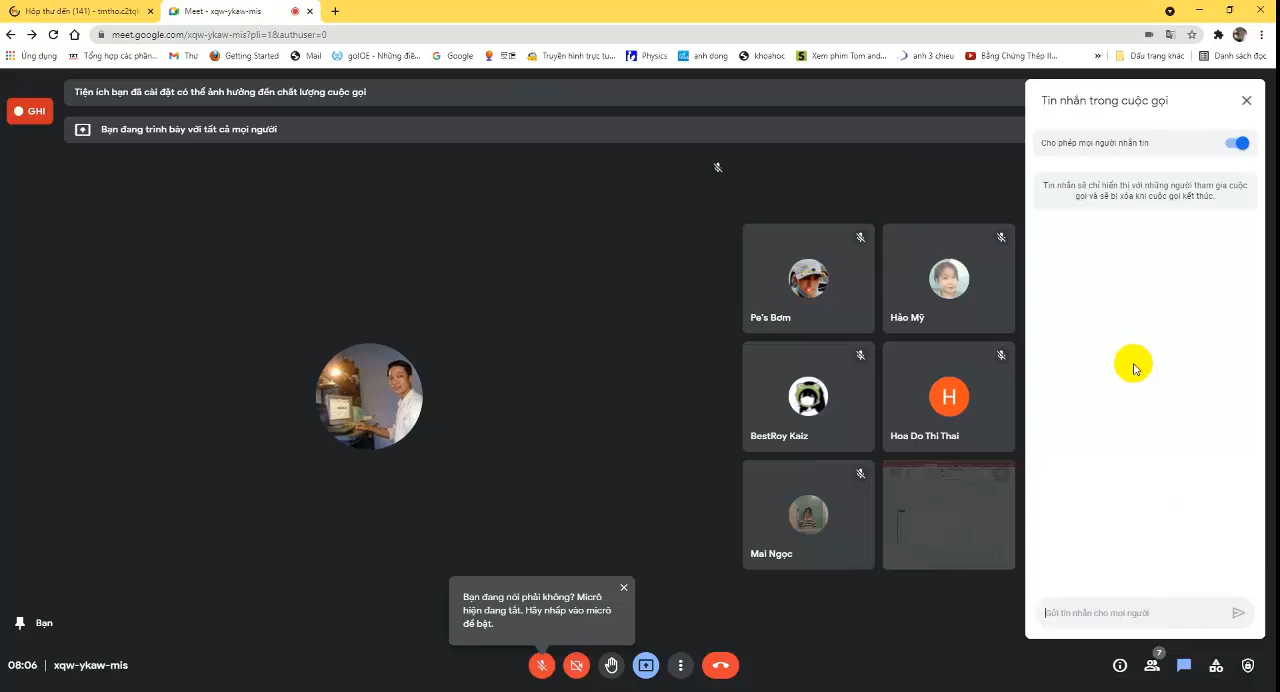 Hộp thư đến (141) - tmtho.c2tql
Meet - xqw-ykaw-mis
meet.google.com/xqw-ykaw-mis?pli=1&authuser=0
Ứng dụng
Tổng hợp các phần...
Thư
Getting Started
Mail
goIOE - Những điề...
Google
Truyền hình trực tu...
Physics
anh dong
khoahoc
Xem phim Tom and...
anh 3 chieu
Bằng Chứng Thép II...
Dấu trang khác
Danh sách đọc
GHI
Tiện ích bạn đã cài đặt có thể ảnh hưởng đến chất lượng cuộc gọi
Bạn đang trình bày với tất cả mọi người
Tin nhắn trong cuộc gọi
Cho phép mọi người nhắn tin
Tin nhắn sẽ chỉ hiển thị với những người tham gia cuộc
gọi và sẽ bị xóa khi cuộc gọi kết thúc.
Pe's Bơm
Hảo Mỹ
BestRoy Kaiz
H
Hoa Do Thi Thai
Mai Ngọc
Bạn đang nói phải không? Micrô
hiện đang tắt. Hãy nhấp vào micrô
để bật.
Gửi tin nhắn cho mọi người
Bạn
08:06 | xqw-ykaw-mis
7